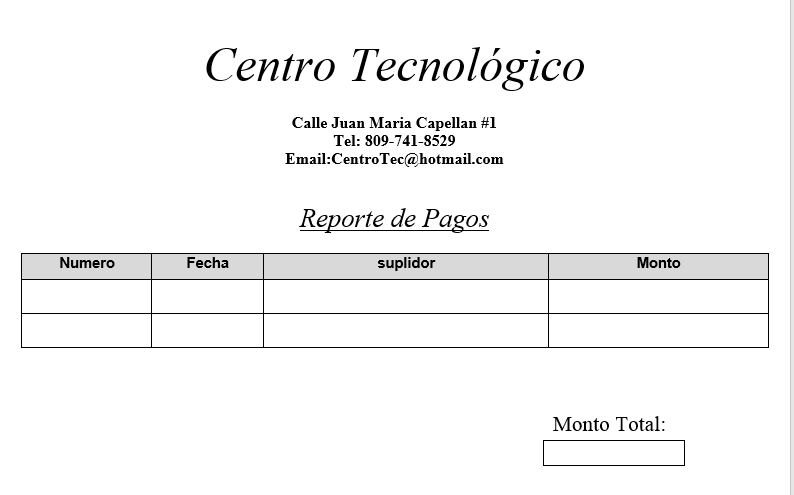 Centro Tecnológico
Calle Juan Maria Capellan #1
Tel: 809-741-8529
Email:CentroTec@hotmail.com
Reporte de Pagos
Numero Fecha suplidor Monto
Monto Total: